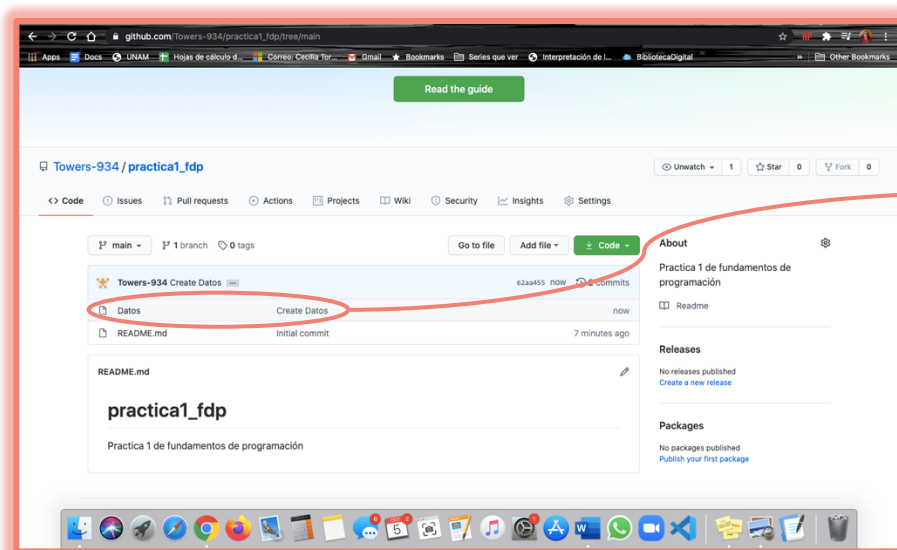 github.com/Towers-934/practica1_fdp/tree/main
Apps Docs UNAM Hojas de cálculo d... Correo: Cecilia Tor... Gmail Bookmarks Series que ver Interpretación de l... BibliotecaDigital » Other Bookmarks
Read the guide
Towers-934 / practica1_fdp
Unwatch 1 Star 0 Fork 0
<> Code Issues Pull requests Actions Projects Wiki Security Insights Settings
main 1 branch 0 tags Go to file Add file Code
About
Practica 1 de fundamentos de
programación
Readme
Towers-934 Create Datos ... 62aa455 now 2 commits
Datos Create Datos now
README.md Initial commit 7 minutes ago
Releases
No releases published
Create a new release
README.md
practica1_fdp
Practica 1 de fundamentos de programación
Packages
No packages published
Publish your first package
5